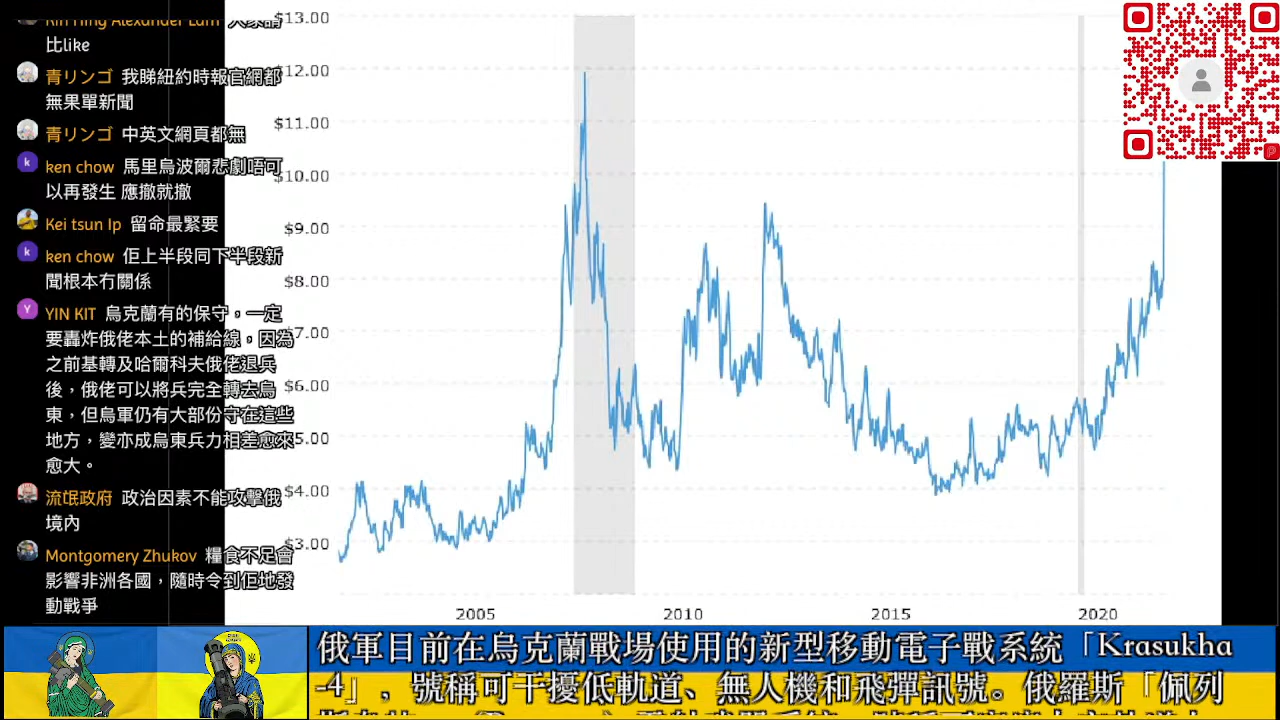 Kin Hing Alexander Lam 大家請
比like
青リンゴ 我睇紐約時報官網都
無果單新聞
青リンゴ 中英文網頁都無
ken chow 馬里烏波爾悲劇唔可
以再發生 應撤就撤
Kei tsun Ip 留命最緊要
ken chow 佢上半段同下半段新
聞根本冇關係
YIN KIT 烏克蘭有的保守，一定
要轟炸俄佬本土的補給線，因為
之前基轉及哈爾科夫俄佬退兵
後，俄佬可以將兵完全轉去烏
東，但烏軍仍有大部份守在這些
地方，變亦成烏東兵力相差愈來
愈大。
流氓政府 政治因素不能攻擊俄
境內
Montgomery Zhukov 糧食不足會
影響非洲各國，隨時令到佢地發
動戰爭
$13.00
$12.00
$11.00
$10.00
$9.00
$8.00
$7.00
$6.00
$5.00
$4.00
$3.00
2005 2010 2015 2020
俄軍目前在烏克蘭戰場使用的新型移動電子戰系統「Krasukha
-4」，號稱可干擾低軌道、無人機和飛彈訊號。俄羅斯「佩列